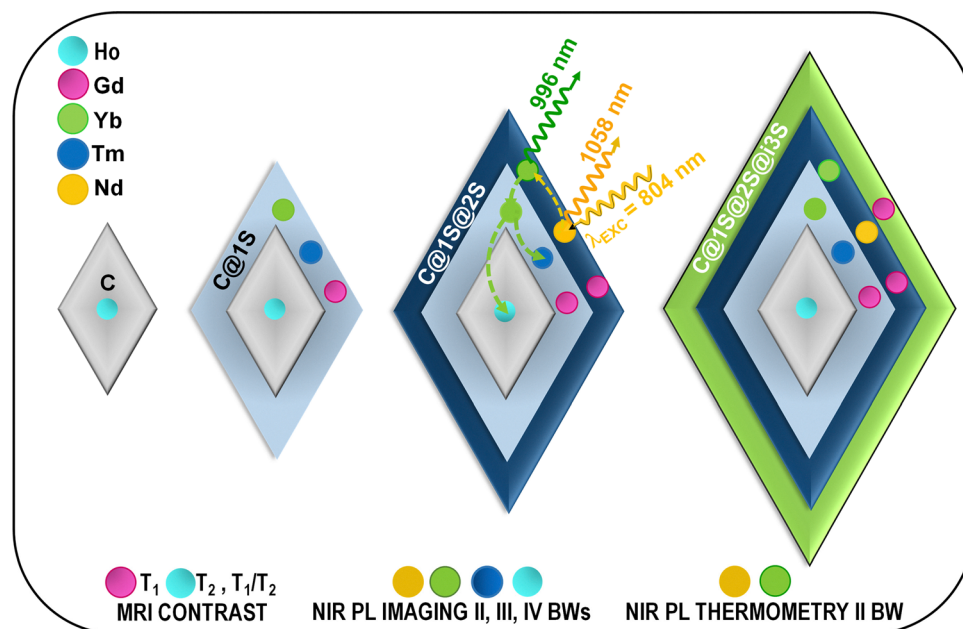 Ho
Gd
Yb
Tm
Nd
C
C@1S
C@1S@2S
996 nm
1058 nm
λEXC = 804 nm
C@1S@2S@i3S
T1 T2 , T1/T2
MRI CONTRAST
NIR PL IMAGING II, III, IV BWs
NIR PL THERMOMETRY II BW